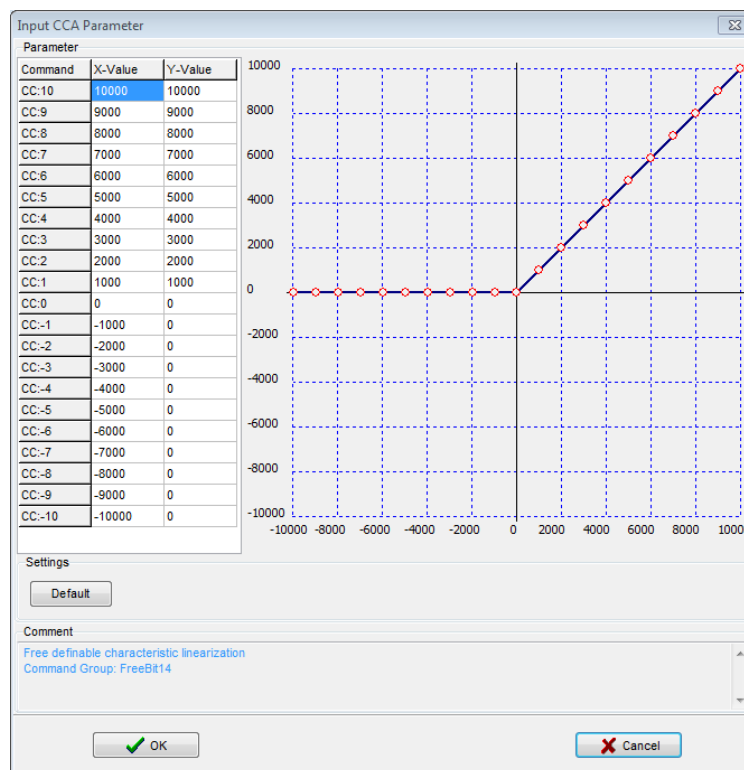 Input CCA Parameter
Parameter
Command X-Value Y-Value
CC:10 10000 10000
CC:9 9000 9000
CC:8 8000 8000
CC:7 7000 7000
CC:6 6000 6000
CC:5 5000 5000
CC:4 4000 4000
CC:3 3000 3000
CC:2 2000 2000
CC:1 1000 1000
CC:0 0 0
CC:-1 -1000 0
CC:-2 -2000 0
CC:-3 -3000 0
CC:-4 -4000 0
CC:-5 -5000 0
CC:-6 -6000 0
CC:-7 -7000 0
CC:-8 -8000 0
CC:-9 -9000 0
CC:-10 -10000 0
10000
8000
6000
4000
2000
0
-2000
-4000
-6000
-8000
-10000
-10000 -8000 -6000 -4000 -2000 0 2000 4000 6000 8000 1000
Settings
Default
Comment
Free definable characteristic linearization
Command Group: FreeBit14
OK
Cancel